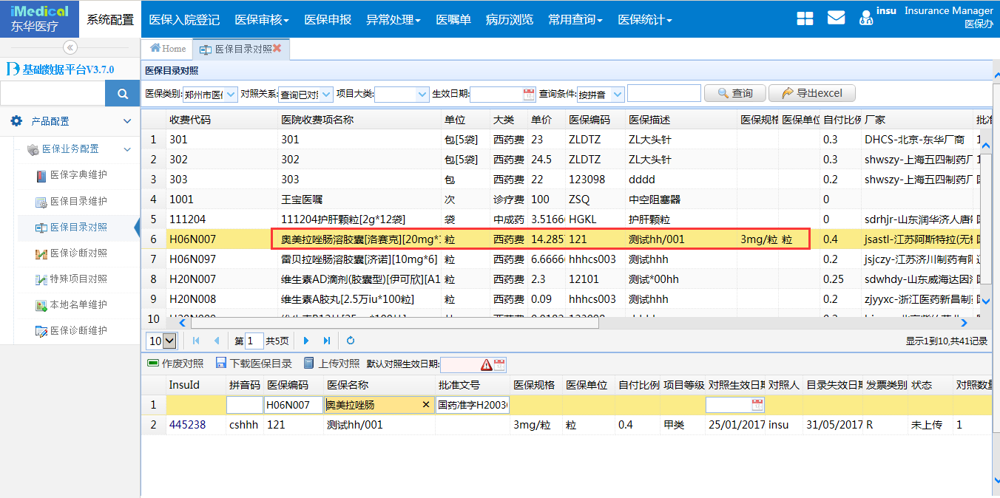 iMedical
东华医疗
系统配置 医保入院登记 医保审核 医保申报 异常处理 医嘱单 病历浏览 常用查询 医保统计
insu Insurance Manager
医保办
基础数据平台V3.7.0
产品配置
医保业务配置
医保字典维护
医保目录维护
医保目录对照
医保诊断对照
特殊项目对照
本地名单维护
医保诊断维护
Home 医保目录对照
医保目录对照
医保类别: 郑州市医保 对照关系: 查询已对 项目大类: 生效日期: 查询条件: 按拼音 查询 导出excel
收费代码 医院收费项名称 单位 大类 单价 医保编码 医保描述 医保规格 医保单位 自付比例 厂家 批准
1 301 301 包[5袋] 西药费 23 ZLDTZ ZL大头针 0.3 DHCS-北京-东华厂商 1
2 302 302 包[5袋] 西药费 24.5 ZLDTZ ZL大头针 0.3 shwszy-上海五四制药厂 1
3 303 303 包 西药费 22 123098 dddd 0.2 shwszy-上海五四制药厂 国
4 1001 王宝医嘱 次 诊疗费 100 ZSQ 中空阻塞器 0
5 111204 111204护肝颗粒[2g*12袋] 袋 中成药 3.5166 HGKL 护肝颗粒 0 sdrhjr-山东润华济人唐
6 H06N007 奥美拉唑肠溶胶囊[洛赛克][20mg* 粒 西药费 14.285 121 测试hh/001 3mg/粒 粒 0.4 jsastl-江苏阿斯特拉(无
7 H06N097 雷贝拉唑肠溶胶囊[济诺][10mg*6] 粒 西药费 6.6666 hhhcs003 测试hhh 0.2 jsjczy-江苏济川制药有
8 H20N007 维生素AD滴剂(胶囊型)[伊可欣][A1 粒 西药费 2.3 12101 测试*00hh 0.25 sdwhdy-山东威海达因
9 H20N008 维生素A胶丸[2.5万iu*100粒] 粒 西药费 0.09 hhhcs003 测试hhh 0.2 zjyyxc-浙江医药新昌制
10
10 第 1 共5页 显示1到10,共41记录
作废对照 下载医保目录 上传对照 默认对照生效日期:
InsuId 拼音码 医保编码 医保名称 批准文号 医保规格 医保单位 自付比例 项目等级 对照生效日期 对照人 目录失效日期 发票类别 状态 对照数量
1 H06N007 奥美拉唑肠 国药准字H2003
2 445238 cshhh 121 测试hh/001 3mg/粒 粒 0.4 甲类 25/01/2017 insu 31/05/2017 R 未上传 1